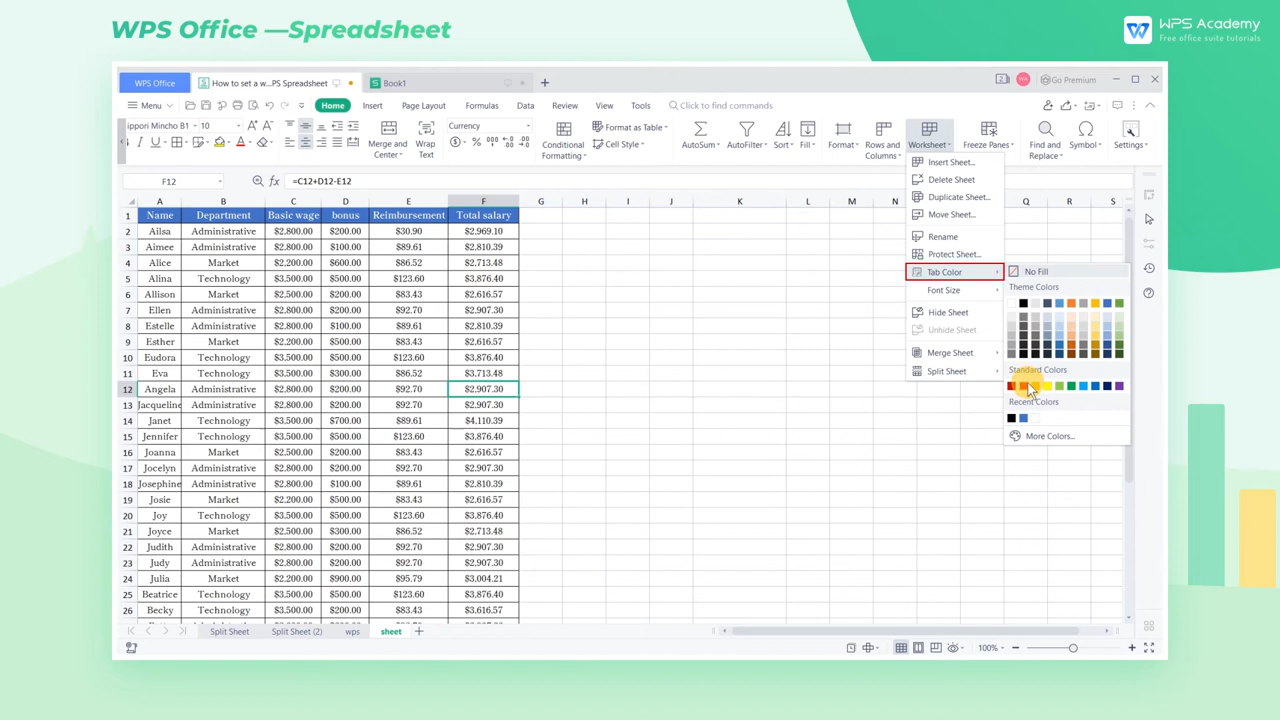 WPS Office —Spreadsheet
WPS Academy
Free office suite tutorials
WPS Office How to set a w...PS Spreadsheet Book1 Go Premium
Menu Home Insert Page Layout Formulas Data Review View Tools Click to find commands
ippori Mincho B1 10 Currency
Merge and Center Wrap Text Conditional Formatting Format as Table Cell Style AutoSum AutoFilter Sort Fill Format Rows and Columns Worksheet Freeze Panes Find and Replace Symbol Settings
F12 fx =C12+D12-E12
A B C D E F G H I J K L M N Q R S
1 Name Department Basic wage bonus Reimbursement Total salary
2 Ailsa Administrative $2.800.00 $200.00 $30.90 $2.969.10
3 Aimee Administrative $2.800.00 $100.00 $89.61 $2.810.39
4 Alice Market $2.200.00 $600.00 $86.52 $2.713.48
5 Alina Technology $3.500.00 $500.00 $123.60 $3.876.40
6 Allison Market $2.500.00 $200.00 $83.43 $2.616.57
7 Ellen Administrative $2.800.00 $200.00 $92.70 $2.907.30
8 Estelle Administrative $2.800.00 $100.00 $89.61 $2.810.39
9 Esther Market $2.200.00 $500.00 $83.43 $2.616.57
10 Eudora Technology $3.500.00 $500.00 $123.60 $3.876.40
11 Eva Technology $3.500.00 $300.00 $86.52 $3.713.48
12 Angela Administrative $2.800.00 $200.00 $92.70 $2.907.30
13 Jacqueline Administrative $2.800.00 $200.00 $92.70 $2.907.30
14 Janet Technology $3.500.00 $700.00 $89.61 $4.110.39
15 Jennifer Technology $3.500.00 $500.00 $123.60 $3.876.40
16 Joanna Market $2.500.00 $200.00 $83.43 $2.616.57
17 Jocelyn Administrative $2.800.00 $200.00 $92.70 $2.907.30
18 Josephine Administrative $2.800.00 $100.00 $89.61 $2.810.39
19 Josie Market $2.200.00 $500.00 $83.43 $2.616.57
20 Joy Technology $3.500.00 $500.00 $123.60 $3.876.40
21 Joyce Market $2.500.00 $300.00 $86.52 $2.713.48
22 Judith Administrative $2.800.00 $200.00 $92.70 $2.907.30
23 Judy Administrative $2.800.00 $200.00 $92.70 $2.907.30
24 Julia Market $2.200.00 $900.00 $95.79 $3.004.21
25 Beatrice Technology $3.500.00 $500.00 $123.60 $3.876.40
26 Becky Technology $3.500.00 $200.00 $83.43 $3.616.57
Insert Sheet...
Delete Sheet
Duplicate Sheet...
Move Sheet...
Rename
Protect Sheet...
Tab Color
Font Size
Hide Sheet
Unhide Sheet
Merge Sheet
Split Sheet
No Fill
Theme Colors
Standard Colors
Recent Colors
More Colors...
Split Sheet Split Sheet (2) wps sheet
100%